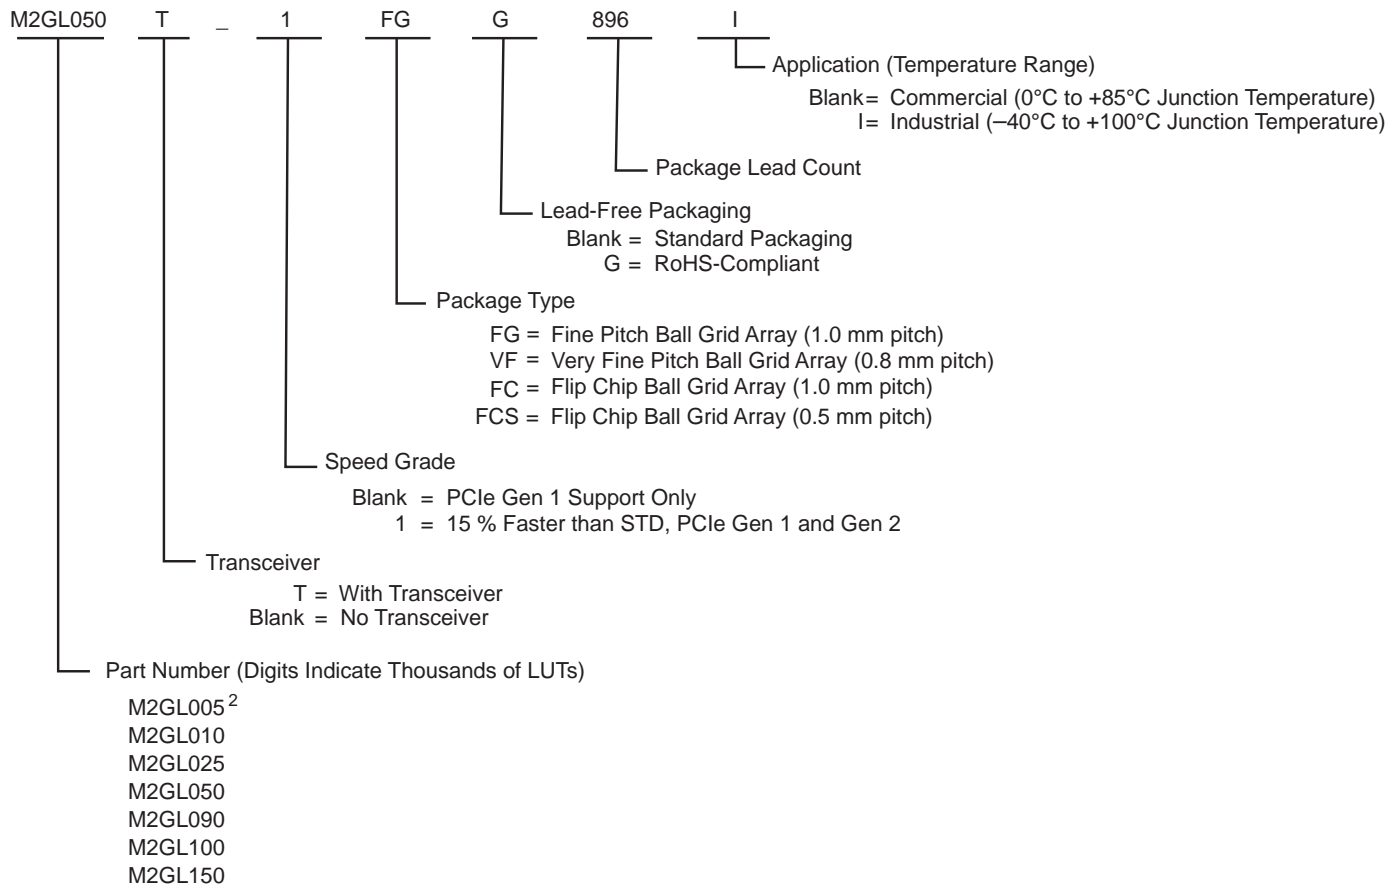 M2GL050 T _ 1 FG G 896 I
Application (Temperature Range)
Blank= Commercial (0°C to +85°C Junction Temperature)
I= Industrial (–40°C to +100°C Junction Temperature)
Package Lead Count
Lead-Free Packaging
Blank = Standard Packaging
G = RoHS-Compliant
Package Type
FG = Fine Pitch Ball Grid Array (1.0 mm pitch)
VF = Very Fine Pitch Ball Grid Array (0.8 mm pitch)
FC = Flip Chip Ball Grid Array (1.0 mm pitch)
FCS = Flip Chip Ball Grid Array (0.5 mm pitch)
Speed Grade
Blank = PCIe Gen 1 Support Only
1 = 15 % Faster than STD, PCIe Gen 1 and Gen 2
Transceiver
T = With Transceiver
Blank = No Transceiver
Part Number (Digits Indicate Thousands of LUTs)
M2GL005 2
M2GL010
M2GL025
M2GL050
M2GL090
M2GL100
M2GL150